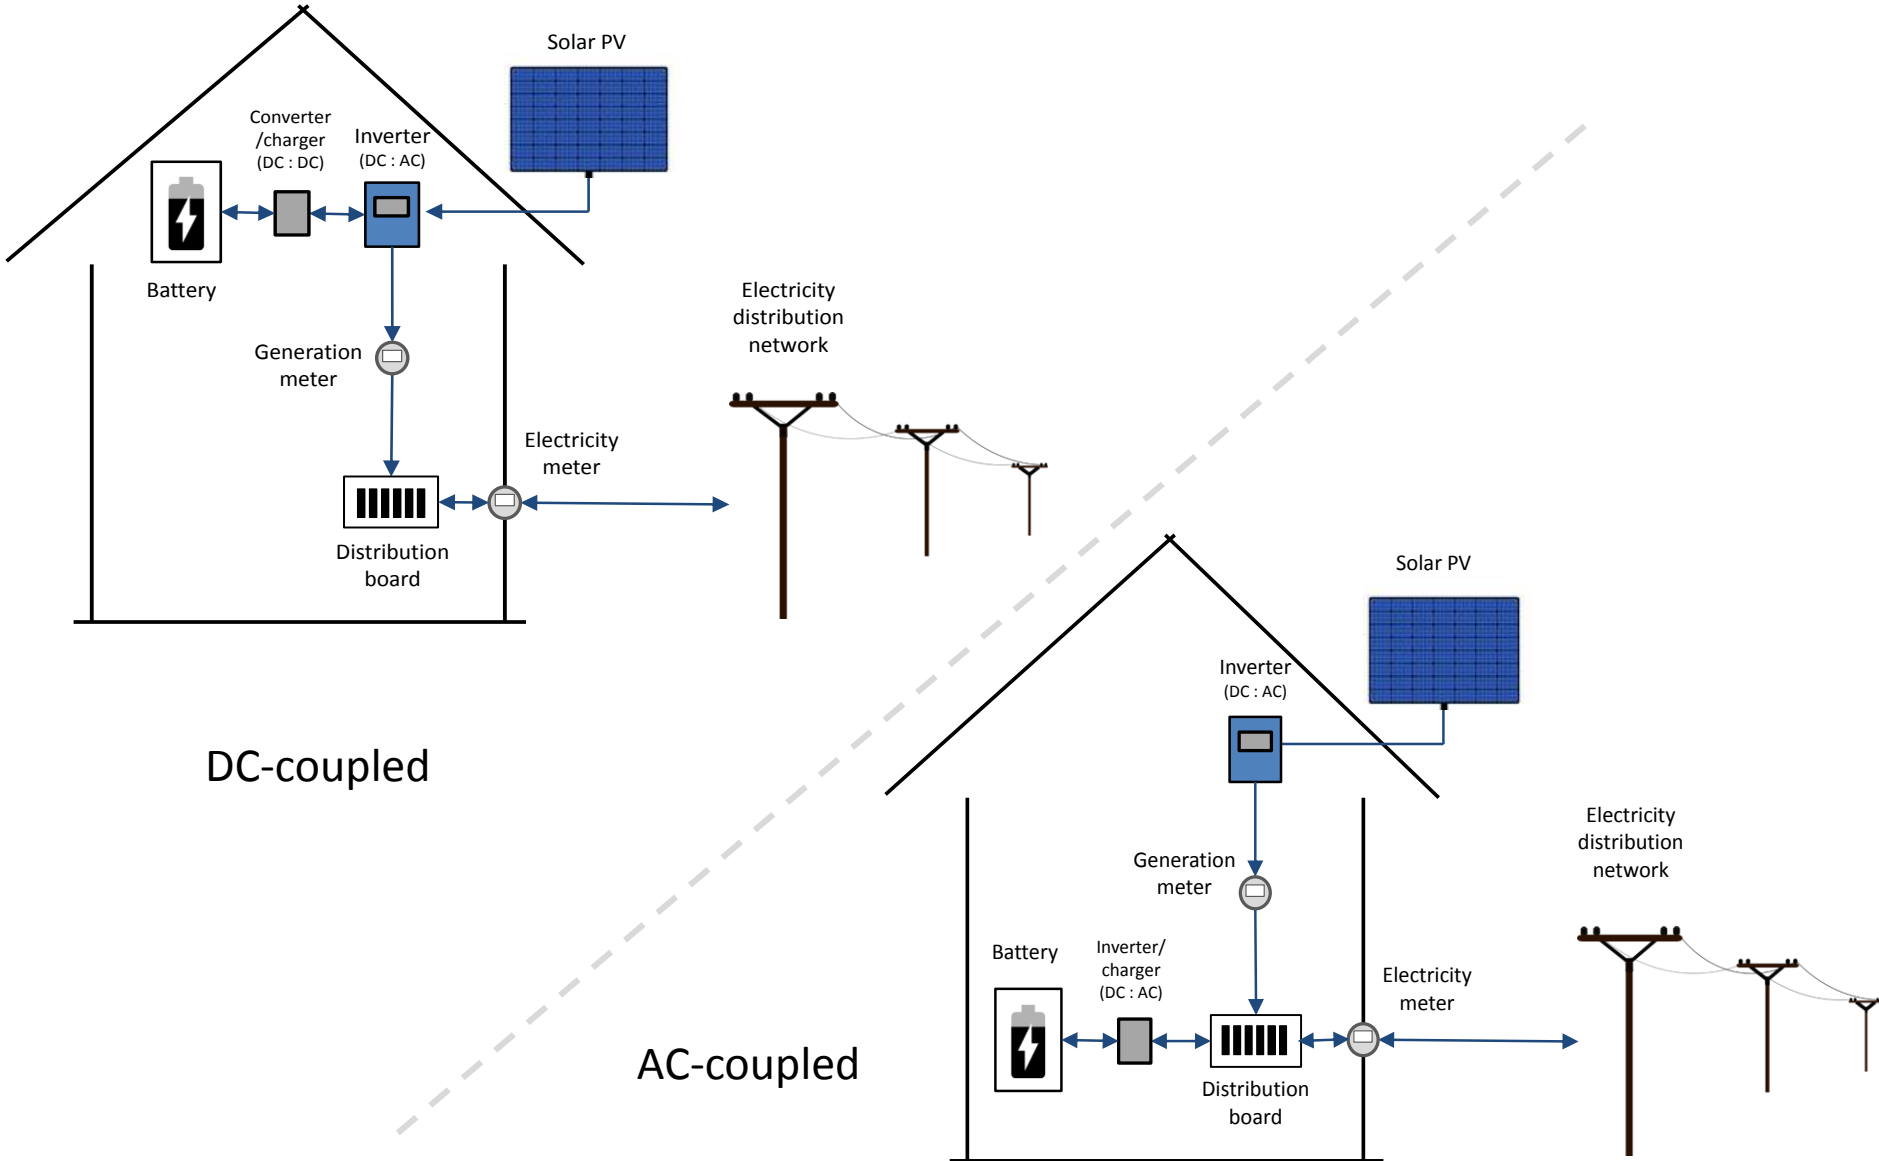 Solar PV
Converter
/charger
(DC : DC)
Inverter
(DC : AC)
Battery
Generation
meter
Electricity
distribution
network
Electricity
meter
Distribution
board
DC-coupled
Solar PV
Inverter
(DC : AC)
Generation
meter
Electricity
distribution
network
Battery
Inverter/
charger
(DC : AC)
Electricity
meter
Distribution
board
AC-coupled